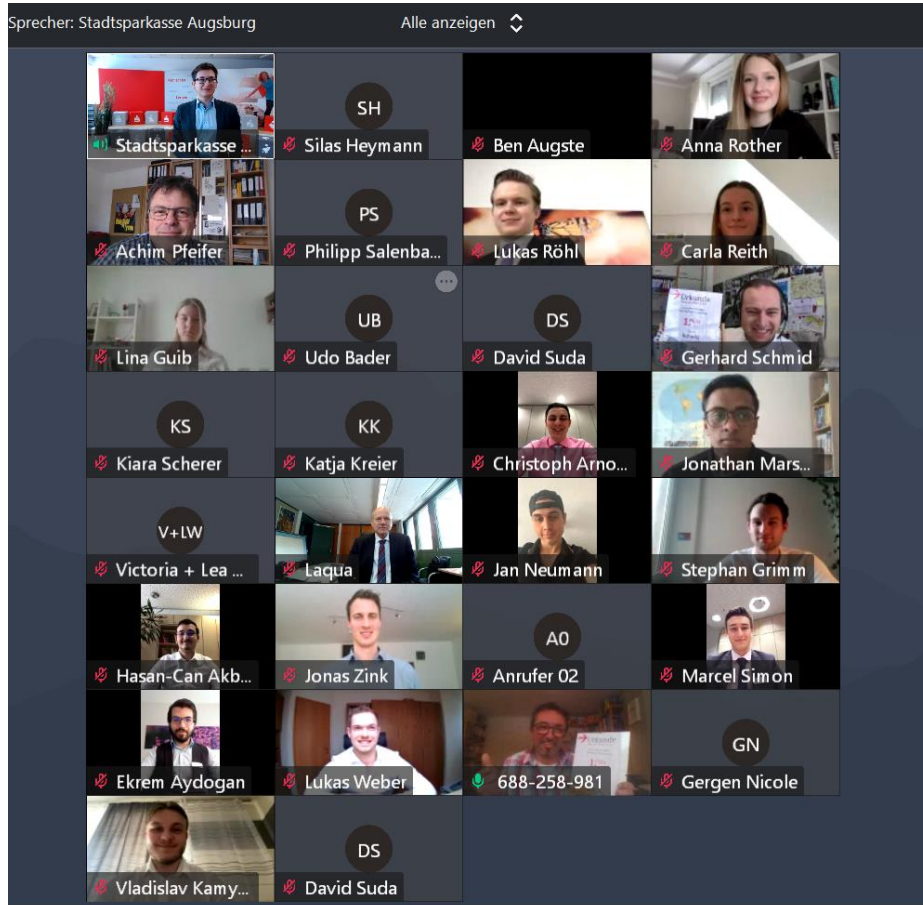 Sprecher: Stadtsparkasse Augsburg
Alle anzeigen
Stadtsparkasse ...
SH
Silas Heymann
Ben Augste
Anna Rother
Achim Pfeifer
PS
Philipp Salenba...
Lukas Röhl
Carla Reith
Lina Guib
UB
Udo Bader
DS
David Suda
Urkunde
1.
Gerhard Schmid
KS
Kiara Scherer
KK
Katja Kreier
Christoph Arno...
Jonathan Mars...
V+LW
Victoria + Lea ...
Laqua
Jan Neumann
Stephan Grimm
Hasan-Can Akb...
Jonas Zink
A0
Anrufer 02
Marcel Simon
Ekrem Aydogan
Lukas Weber
Urkunde
688-258-981
GN
Gergen Nicole
Vladislav Kamy...
DS
David Suda